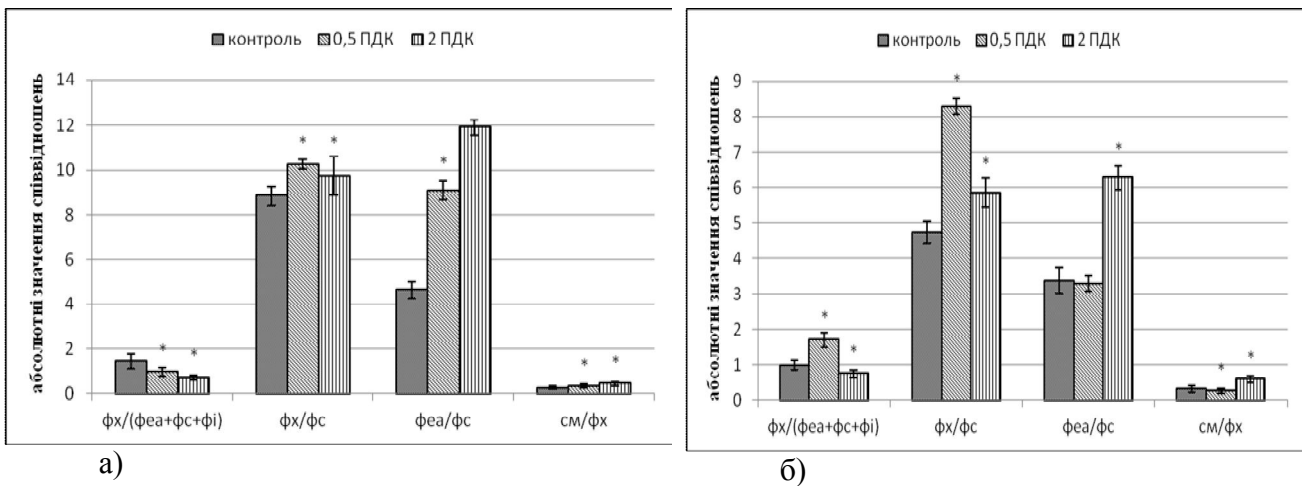 контроль 0,5 ПДК 2 ПДК
абсолютні значення співвідношень
14
12
10
8
6
4
2
0
* * * * * * *
фх/(феа+фс+фі) фх/фс феа/фс см/фх
а)
контроль 0,5 ПДК 2 ПДК
абсолютні значення співвідношень
9
8
7
6
5
4
3
2
1
0
* * * * * * *
фх/(феа+фс+фі) фх/фс феа/фс см/фх
б)